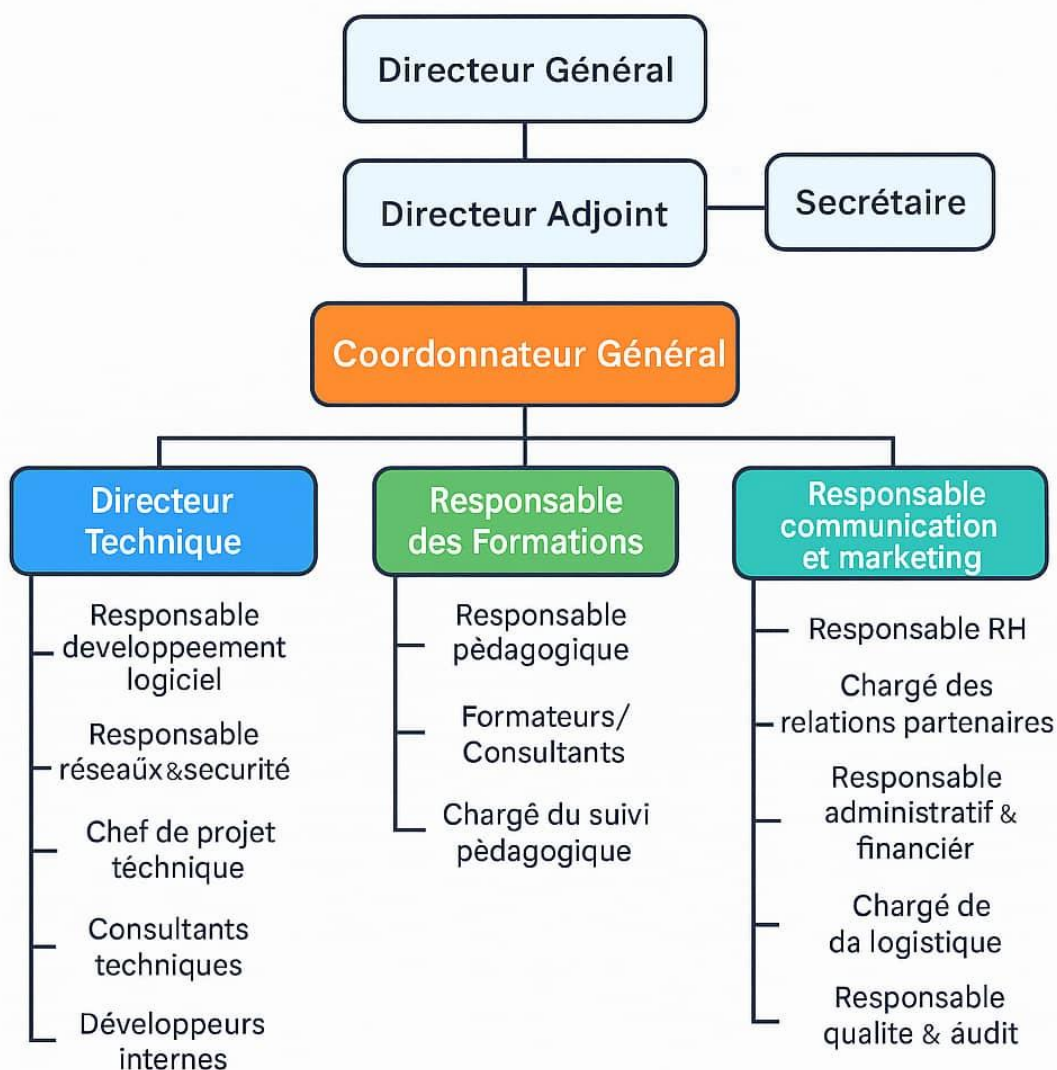 Directeur Général
Directeur Adjoint
Secrétaire
Coordonnateur Général
Directeur
Technique
Responsable
developpeement
logiciel
Responsable
réseaüx&securité
Chef de projet
téchnique
Consultants
techniques
Développeurs
internes
Responsable
des Formations
Responsable
pèdagogique
Formateurs/
Consultants
Chargê du suivi
pèdagogique
Responsable
communication
et marketing
Responsable RH
Chargé des
relations partenaires
Responsable
administratif &
financiér
Chargé de
da logistique
Responsable
qualite & áudit